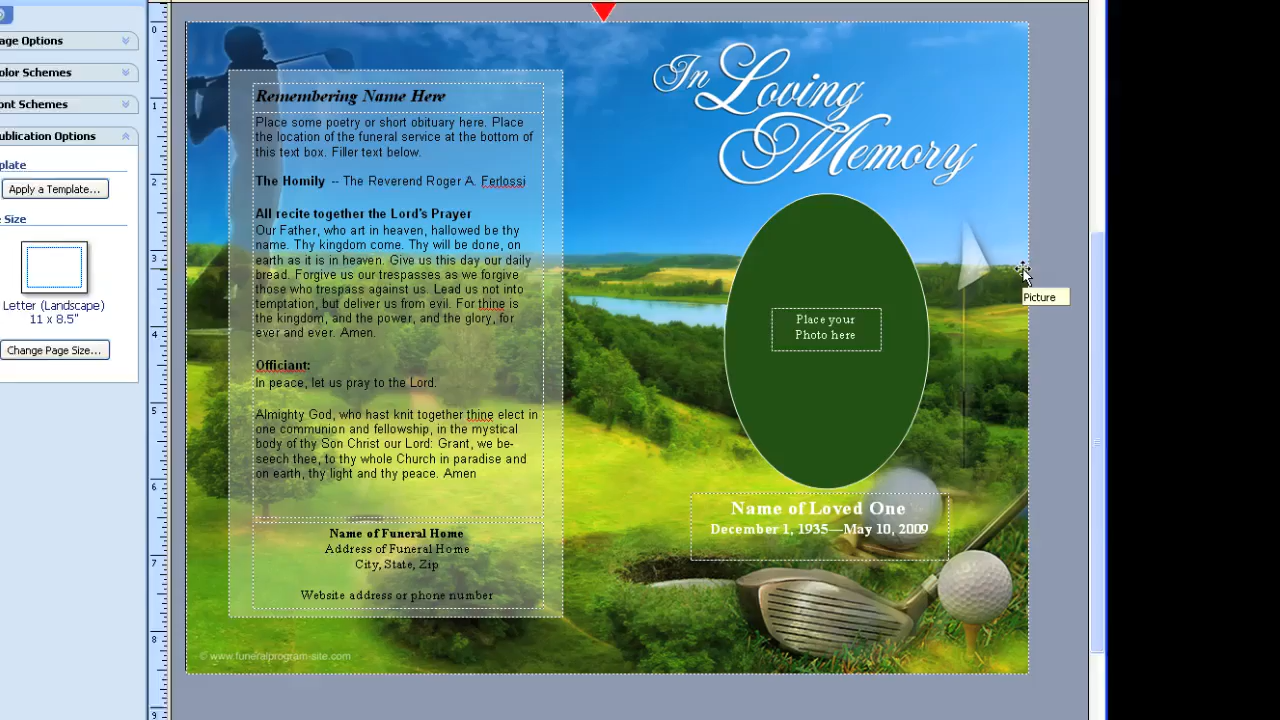 age Options
olor Schemes
ont Schemes
ublication Options
plate
Apply a Template...
e Size
Letter (Landscape)
11 x 8.5"
Change Page Size...
0
1
2
3
4
5
6
7
8
9
Remembering Name Here
Place some poetry or short obituary here. Place
the location of the funeral service at the bottom of
this text box. Filler text below.
The Homily -- The Reverend Roger A. Ferlossi
All recite together the Lord's Prayer
Our Father, who art in heaven, hallowed be thy
name. Thy kingdom come. Thy will be done, on
earth as it is in heaven. Give us this day our daily
bread. Forgive us our trespasses as we forgive
those who trespass against us. Lead us not into
temptation, but deliver us from evil. For thine is
the kingdom, and the power, and the glory, for
ever and ever. Amen.
Officiant:
In peace, let us pray to the Lord.
Almighty God, who hast knit together thine elect in
one communion and fellowship, in the mystical
body of thy Son Christ our Lord: Grant, we be-
seech thee, to thy whole Church in paradise and
on earth, thy light and thy peace. Amen
Name of Funeral Home
Address of Funeral Home
City, State, Zip
Website address or phone number
© www.funeralprogram-site.com
In Loving
Memory
Place your
Photo here
Picture
Name of Loved One
December 1, 1935—May 10, 2009